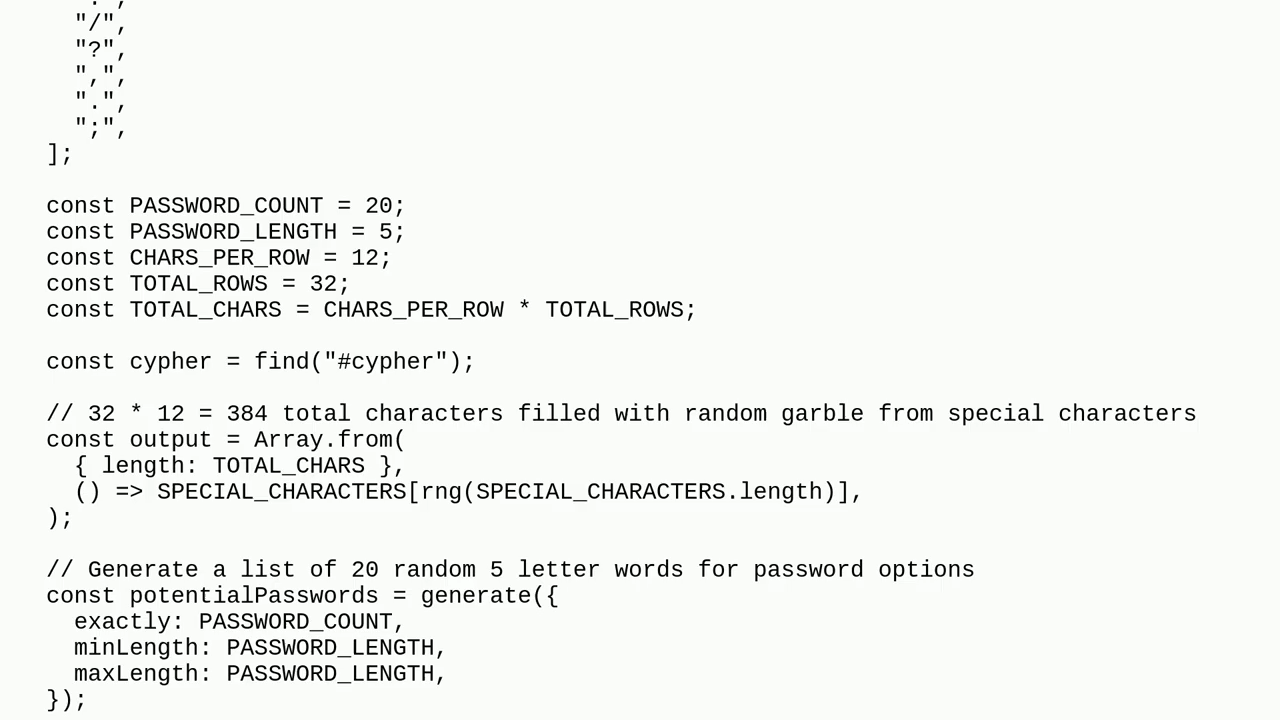 "/",
"?",
",",
".",
";",
];
const PASSWORD_COUNT = 20;
const PASSWORD_LENGTH = 5;
const CHARS_PER_ROW = 12;
const TOTAL_ROWS = 32;
const TOTAL_CHARS = CHARS_PER_ROW * TOTAL_ROWS;
const cypher = find("#cypher");
// 32 * 12 = 384 total characters filled with random garble from special characters
const output = Array.from(
{ length: TOTAL_CHARS },
() => SPECIAL_CHARACTERS[rng(SPECIAL_CHARACTERS.length)],
);
// Generate a list of 20 random 5 letter words for password options
const potentialPasswords = generate({
exactly: PASSWORD_COUNT,
minLength: PASSWORD_LENGTH,
maxLength: PASSWORD_LENGTH,
});